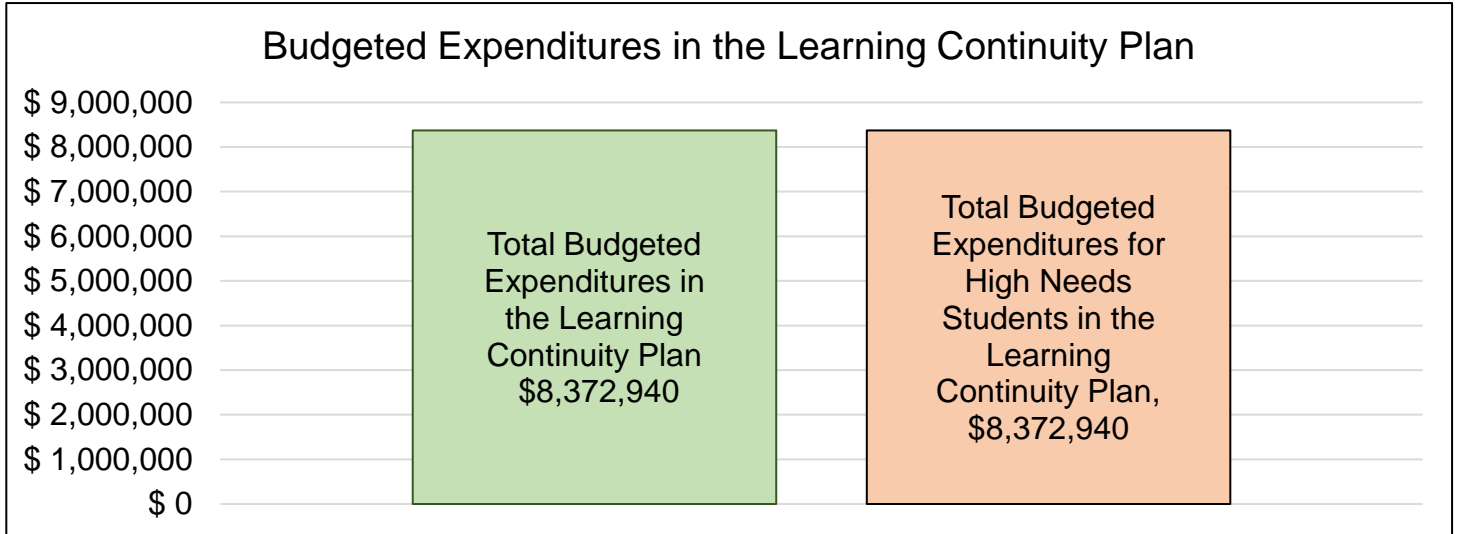 Budgeted Expenditures in the Learning Continuity Plan
$ 9,000,000
$ 8,000,000
$ 7,000,000
$ 6,000,000
$ 5,000,000
$ 4,000,000
$ 3,000,000
$ 2,000,000
$ 1,000,000
$ 0
Total Budgeted
Expenditures in
the Learning
Continuity Plan
$8,372,940
Total Budgeted
Expenditures for
High Needs
Students in the
Learning
Continuity Plan,
$8,372,940